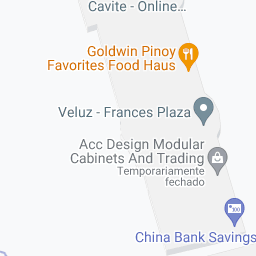 Cavite - Online...
Goldwin Pinoy
Favorites Food Haus
Veluz - Frances Plaza
Acc Design Modular
Cabinets And Trading
Temporariamente
fechado
China Bank Savings